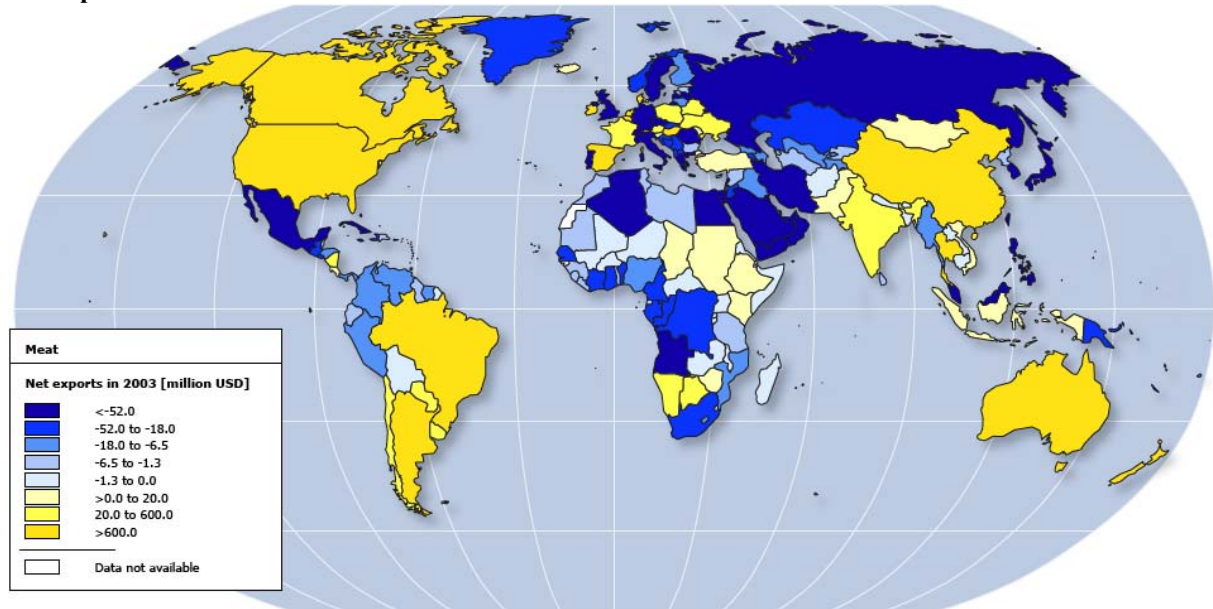 Meat
Net exports in 2003 [million USD]
<-52.0
-52.0 to -18.0
-18.0 to -6.5
-6.5 to -1.3
-1.3 to 0.0
>0.0 to 20.0
20.0 to 600.0
>600.0
Data not available